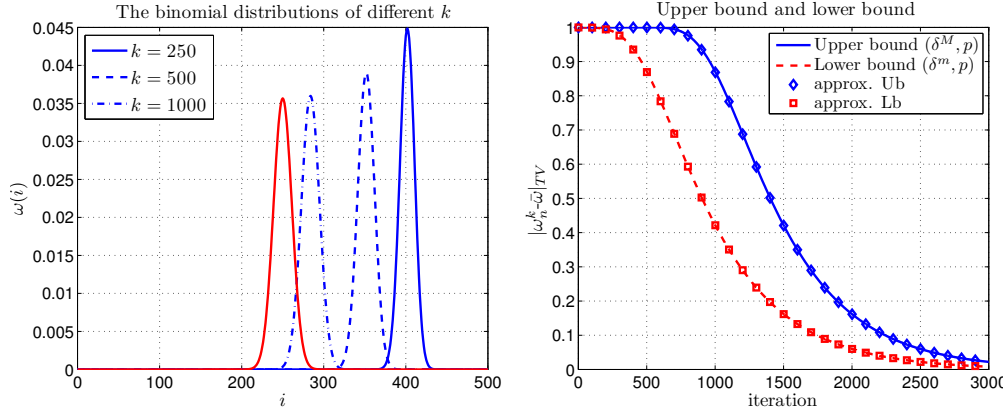 The binomial distributions of different k
0.045
0.04
0.035
0.03
0.025
0.02
0.015
0.01
0.005
0
ω(i)
k = 250
k = 500
k = 1000
0 100 200 300 400 500
i
Upper bound and lower bound
1
0.9
0.8
0.7
0.6
0.5
0.4
0.3
0.2
0.1
0
|ω_n^k-ω̄|_TV
Upper bound (δ^M, p)
Lower bound (δ^m, p)
approx. Ub
approx. Lb
0 500 1000 1500 2000 2500 3000
iteration